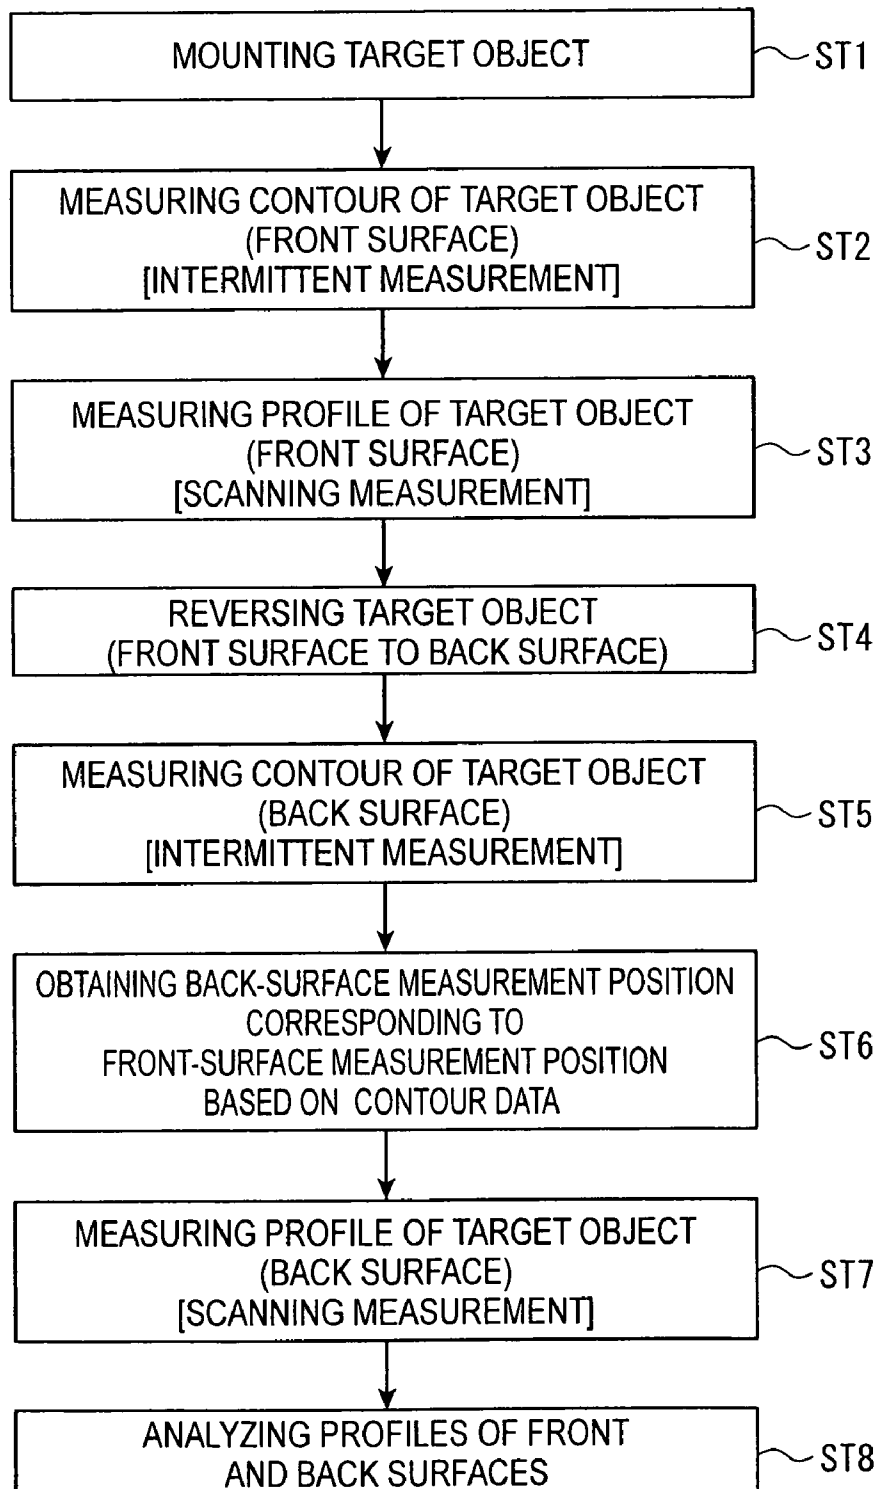 MOUNTING TARGET OBJECT
ST1
MEASURING CONTOUR OF TARGET OBJECT
(FRONT SURFACE)
[INTERMITTENT MEASUREMENT]
ST2
MEASURING PROFILE OF TARGET OBJECT
(FRONT SURFACE)
[SCANNING MEASUREMENT]
ST3
REVERSING TARGET OBJECT
(FRONT SURFACE TO BACK SURFACE)
ST4
MEASURING CONTOUR OF TARGET OBJECT
(BACK SURFACE)
[INTERMITTENT MEASUREMENT]
ST5
OBTAINING BACK-SURFACE MEASUREMENT POSITION
CORRESPONDING TO
FRONT-SURFACE MEASUREMENT POSITION
BASED ON CONTOUR DATA
ST6
MEASURING PROFILE OF TARGET OBJECT
(BACK SURFACE)
[SCANNING MEASUREMENT]
ST7
ANALYZING PROFILES OF FRONT
AND BACK SURFACES
ST8